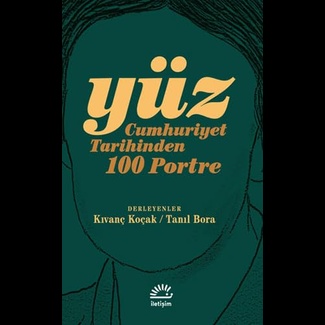 yüz
Cumhuriyet
Tarihinden
100 Portre
DERLEYENLER
Kıvanç Koçak / Tanıl Bora
iletişim